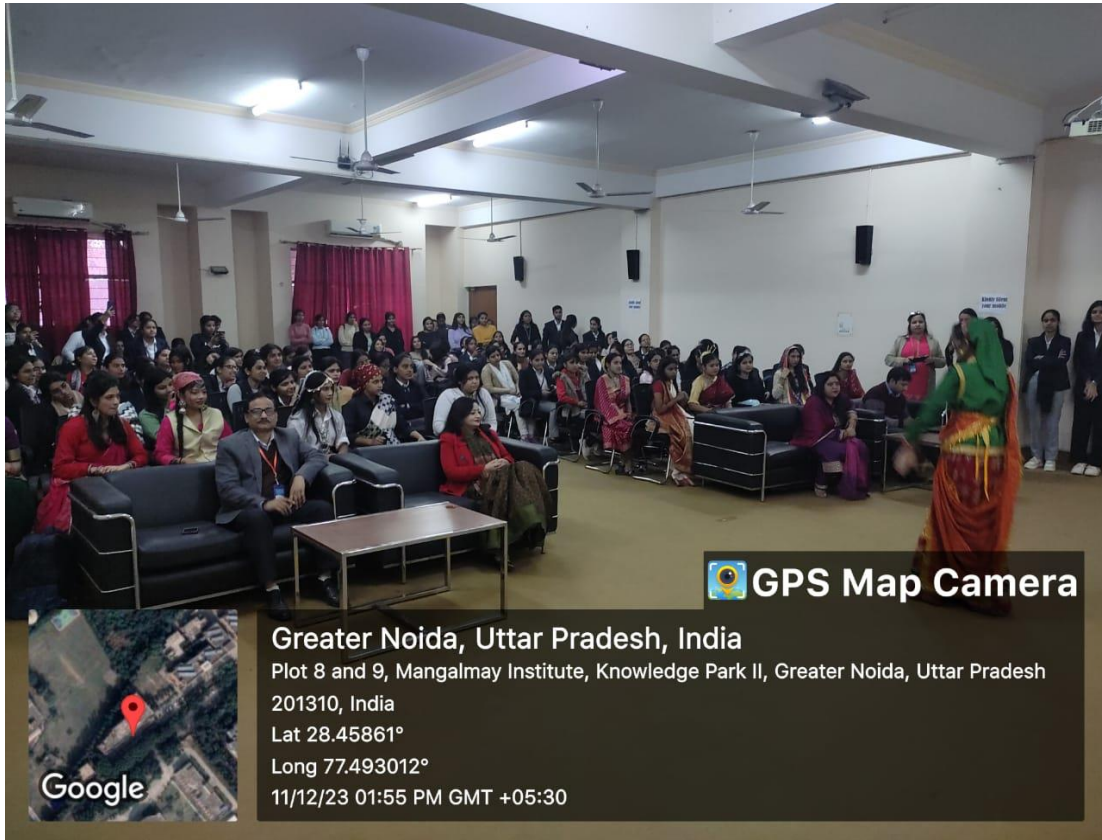 GPS Map Camera
Greater Noida, Uttar Pradesh, India
Plot 8 and 9, Mangalmay Institute, Knowledge Park II, Greater Noida, Uttar Pradesh
201310, India
Lat 28.45861°
Long 77.493012°
11/12/23 01:55 PM GMT +05:30
Google